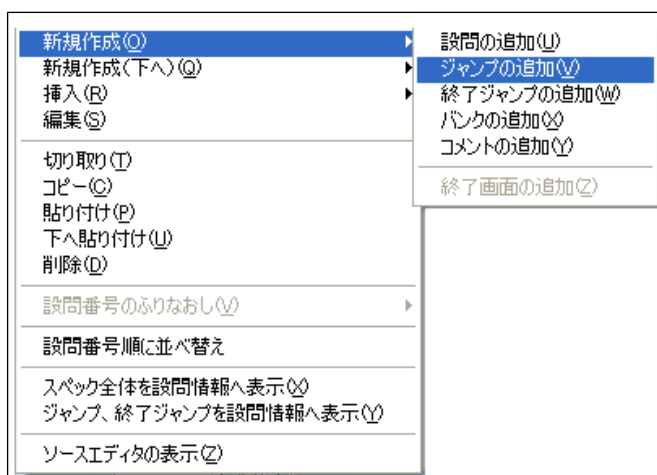 新規作成(O)
新規作成(下へ)(Q)
挿入(R)
編集(S)
切り取り(T)
コピー(C)
貼り付け(P)
下へ貼り付け(U)
削除(D)
設問番号のふりなおし(V)
設問番号順に並べ替え
スペック全体を設問情報へ表示(X)
ジャンプ、終了ジャンプを設問情報へ表示(Y)
ソースエディタの表示(Z)
設問の追加(U)
ジャンプの追加(V)
終了ジャンプの追加(W)
バンクの追加(X)
コメントの追加(Y)
終了画面の追加(Z)